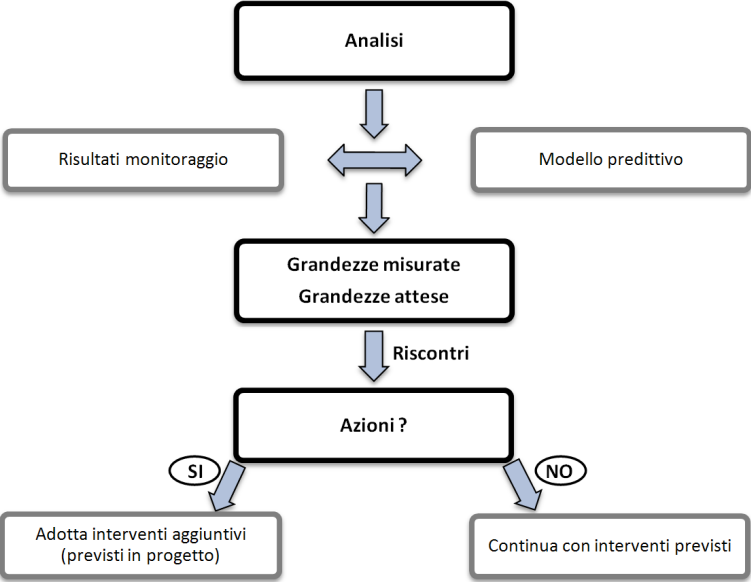 Analisi
Risultati monitoraggio
Modello predittivo
Grandezze misurate
Grandezze attese
Riscontri
Azioni ?
SI
NO
Adotta interventi aggiuntivi
(previsti in progetto)
Continua con interventi previsti